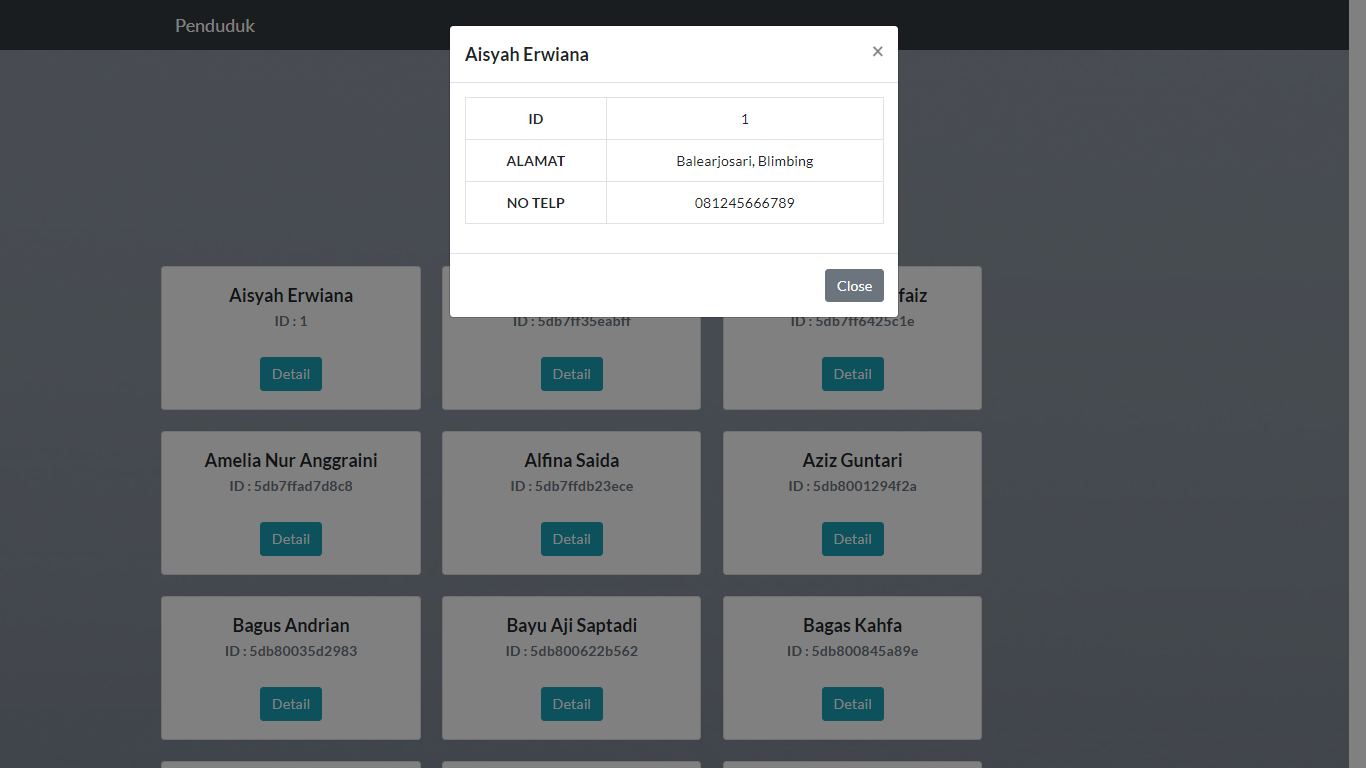 Penduduk
Aisyah Erwiana ×
ID 1
ALAMAT Balearjosari, Blimbing
NO TELP 081245666789
Close
Aisyah Erwiana
ID : 1
Detail
ID : 5db7ff35eabff
Detail
faiz
ID : 5db7ff6425c1e
Detail
Amelia Nur Anggraini
ID : 5db7ffad7d8c8
Detail
Alfina Saida
ID : 5db7ffdb23ece
Detail
Aziz Guntari
ID : 5db8001294f2a
Detail
Bagus Andrian
ID : 5db80035d2983
Detail
Bayu Aji Saptadi
ID : 5db800622b562
Detail
Bagas Kahfa
ID : 5db800845a89e
Detail